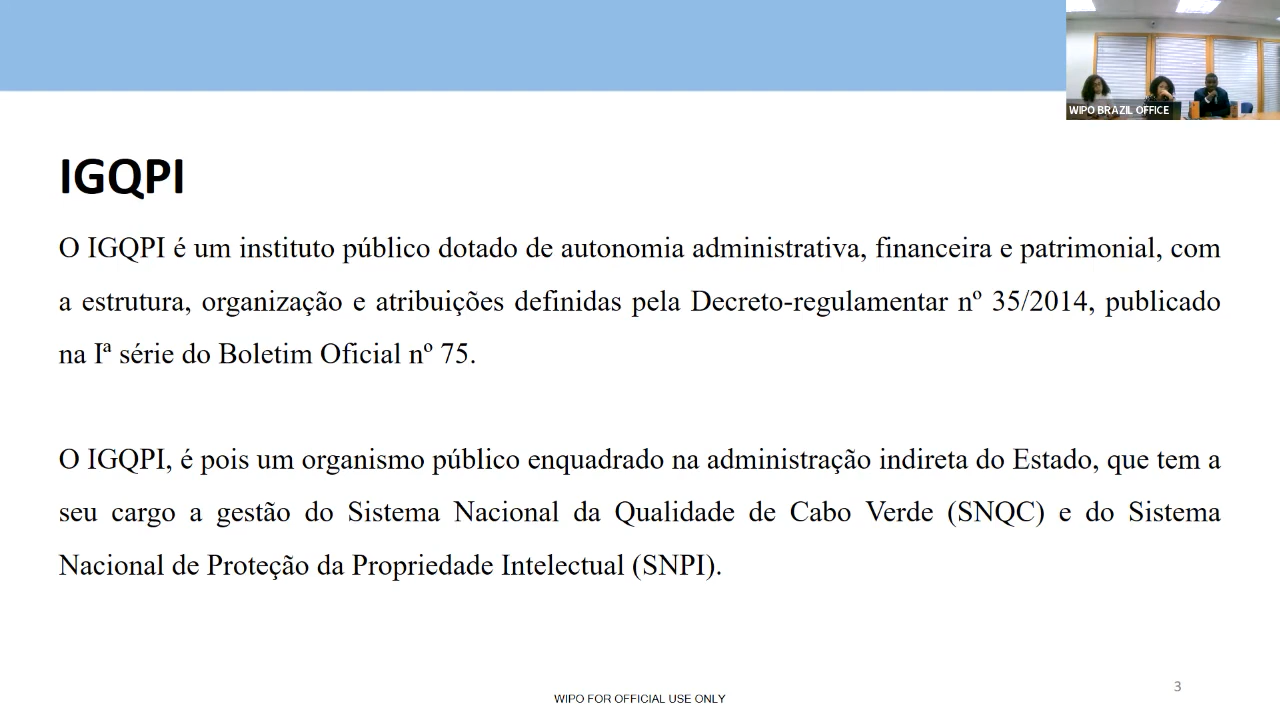 WIPO BRAZIL OFFICE
IGQPI
O IGQPI é um instituto público dotado de autonomia administrativa, financeira e patrimonial, com
a estrutura, organização e atribuições definidas pela Decreto-regulamentar nº 35/2014, publicado
na Iª série do Boletim Oficial nº 75.
O IGQPI, é pois um organismo público enquadrado na administração indireta do Estado, que tem a
seu cargo a gestão do Sistema Nacional da Qualidade de Cabo Verde (SNQC) e do Sistema
Nacional de Proteção da Propriedade Intelectual (SNPI).
3
WIPO FOR OFFICIAL USE ONLY